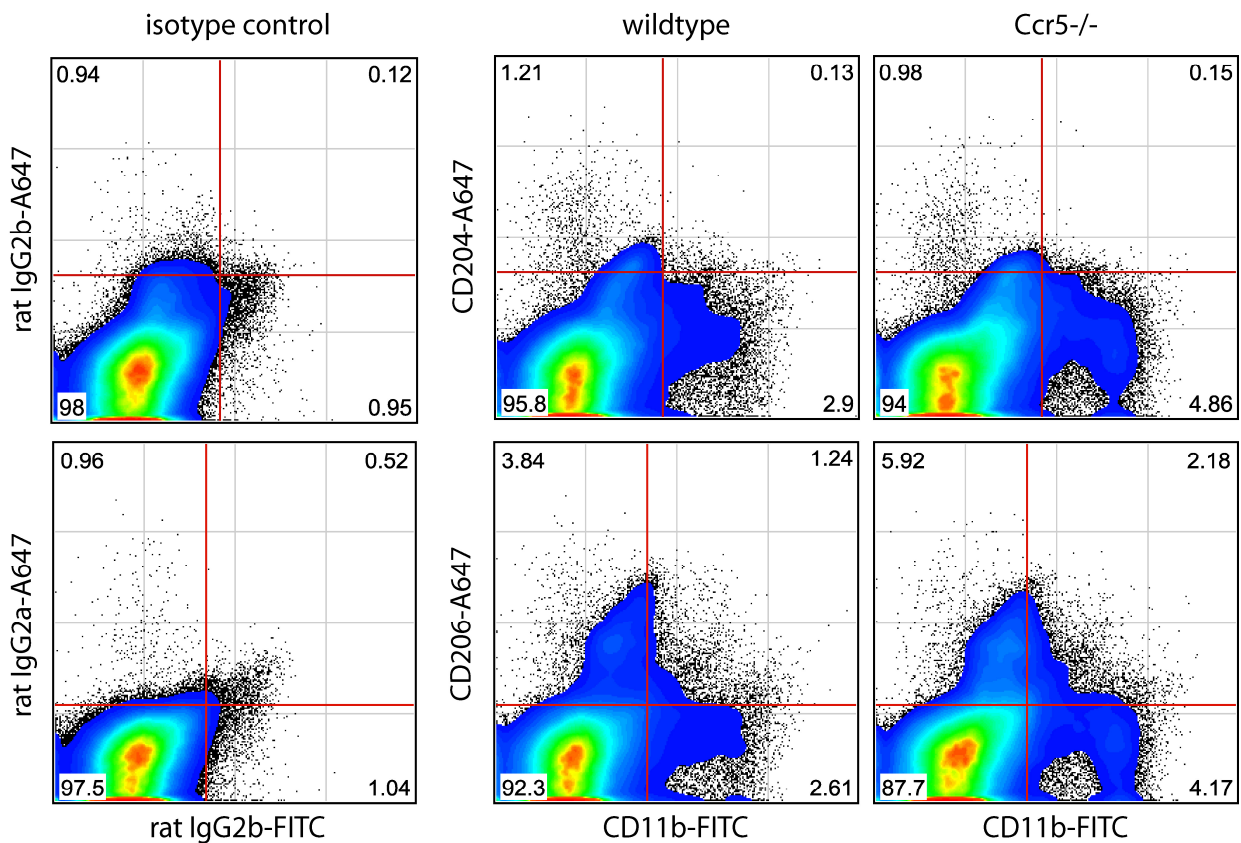 isotype control
wildtype
Ccr5-/-
rat IgG2b-A647
0.94
0.12
98
0.95
CD204-A647
1.21
0.13
95.8
2.9
0.98
0.15
94
4.86
rat IgG2a-A647
0.96
0.52
97.5
1.04
rat IgG2b-FITC
CD206-A647
3.84
1.24
92.3
2.61
CD11b-FITC
5.92
2.18
87.7
4.17
CD11b-FITC